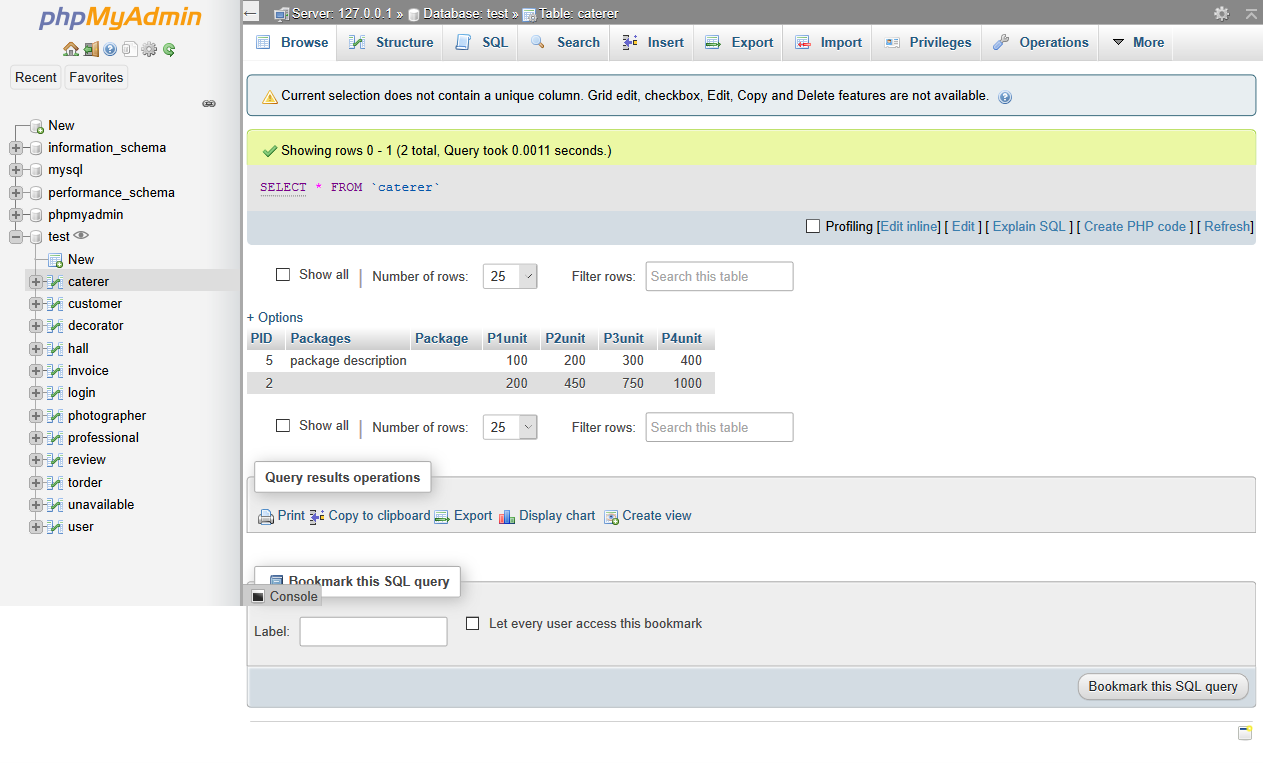 phpMyAdmin
Recent Favorites
New
information_schema
mysql
performance_schema
phpmyadmin
test
New
caterer
customer
decorator
hall
invoice
login
photographer
professional
review
torder
unavailable
user
Server: 127.0.0.1 » Database: test » Table: caterer
Browse Structure SQL Search Insert Export Import Privileges Operations More
Current selection does not contain a unique column. Grid edit, checkbox, Edit, Copy and Delete features are not available.
Showing rows 0 - 1 (2 total, Query took 0.0011 seconds.)
SELECT * FROM `caterer`
Profiling [Edit inline] [ Edit ] [ Explain SQL ] [ Create PHP code ] [ Refresh]
Show all | Number of rows: 25 Filter rows: Search this table
+ Options
PID Packages Package P1unit P2unit P3unit P4unit
5 package description 100 200 300 400
2 200 450 750 1000
Show all | Number of rows: 25 Filter rows: Search this table
Query results operations
Print Copy to clipboard Export Display chart Create view
Bookmark this SQL query
Console
Label: Let every user access this bookmark
Bookmark this SQL query